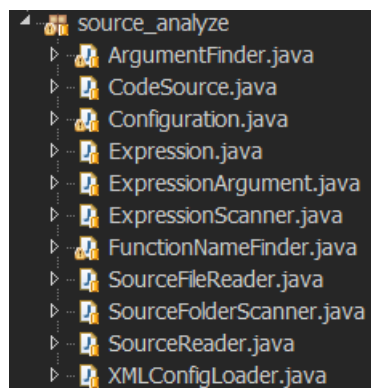 source_analyze
ArgumentFinder.java
CodeSource.java
Configuration.java
Expression.java
ExpressionArgument.java
ExpressionScanner.java
FunctionNameFinder.java
SourceFileReader.java
SourceFolderScanner.java
SourceReader.java
XMLConfigLoader.java